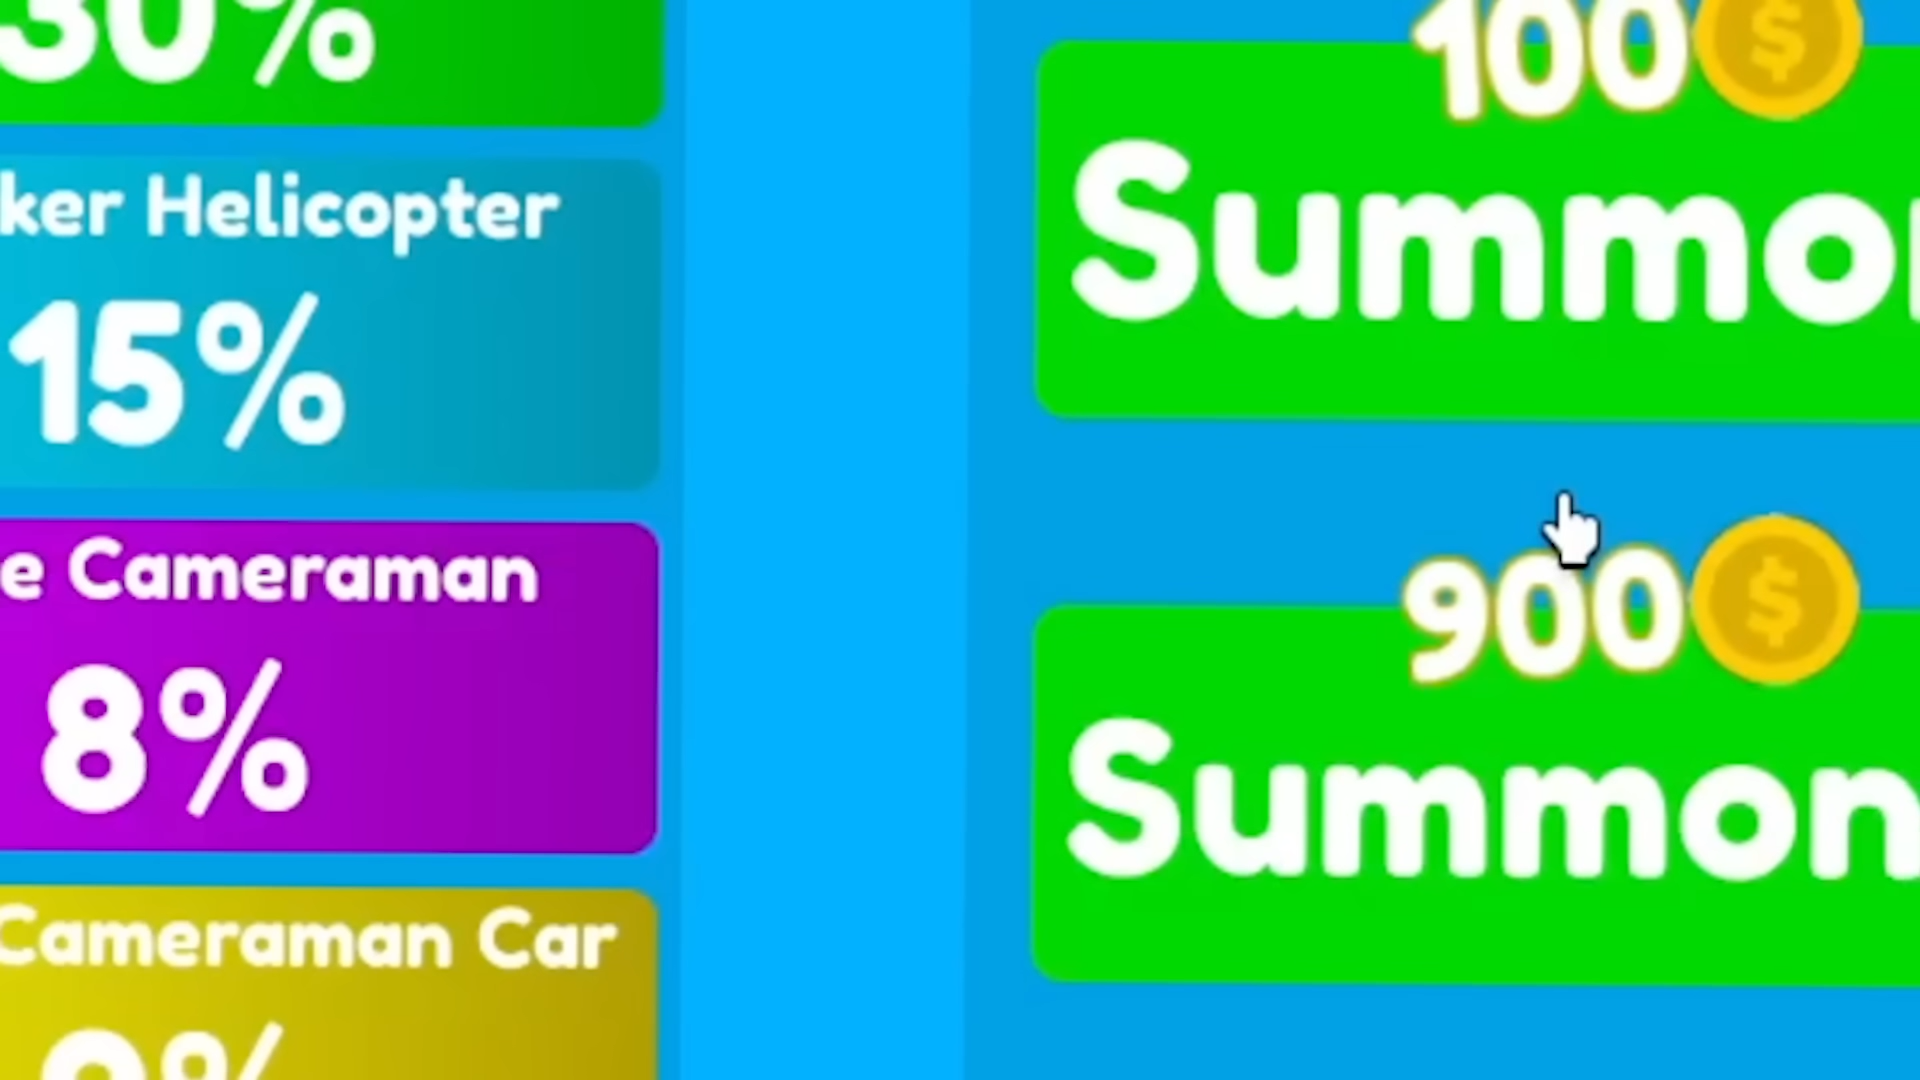 30%
ker Helicopter
15%
e Cameraman
8%
Cameraman Car
100
Summon
900
Summon